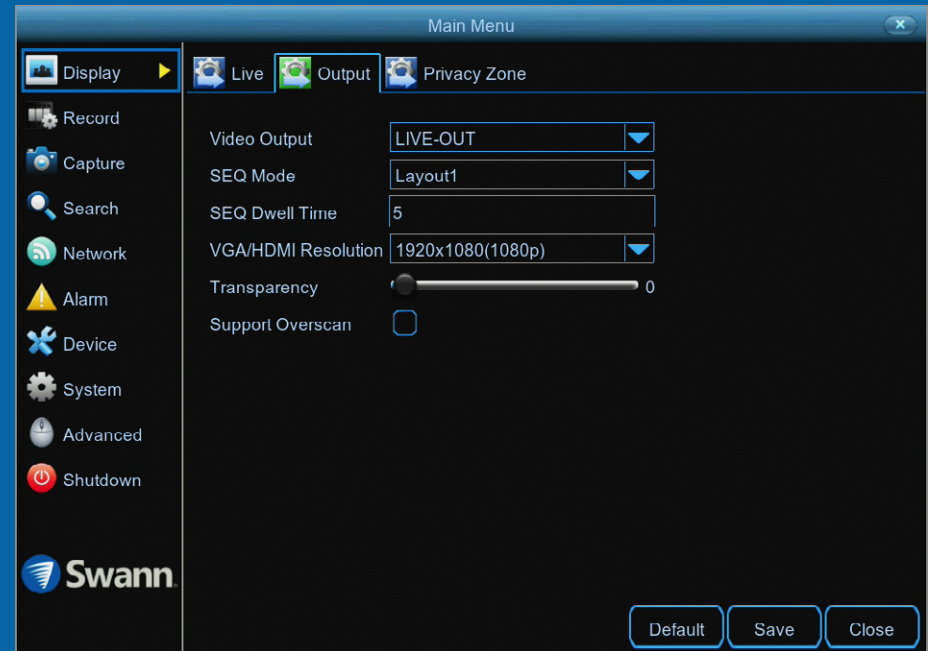 Main Menu
Display
Record
Capture
Search
Network
Alarm
Device
System
Advanced
Shutdown
Swann
Live Output Privacy Zone
Video Output LIVE-OUT
SEQ Mode Layout1
SEQ Dwell Time 5
VGA/HDMI Resolution 1920x1080(1080p)
Transparency 0
Support Overscan
Default Save Close